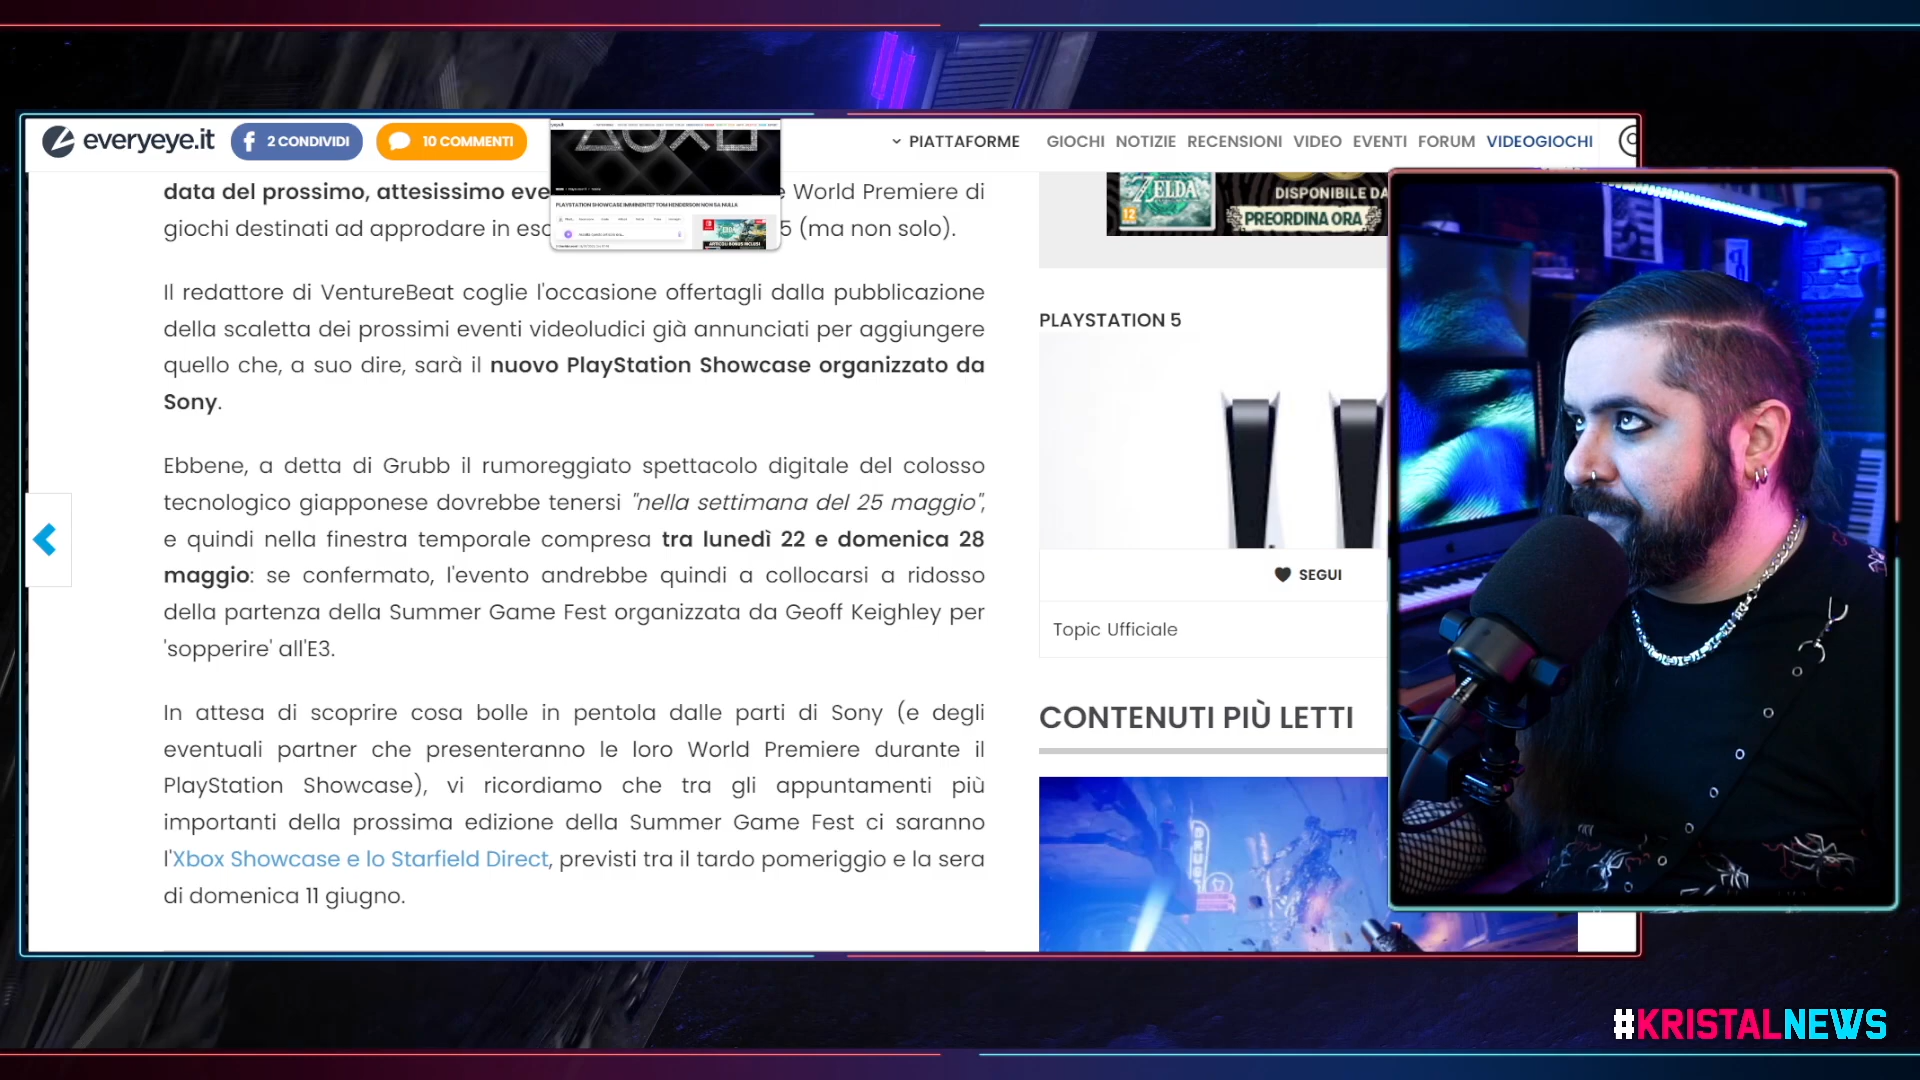 everyeye.it
2 CONDIVIDI
10 COMMENTI
PIATTAFORME GIOCHI NOTIZIE RECENSIONI VIDEO EVENTI FORUM VIDEOGIOCHI
data del prossimo, attesissimo eve
e World Premiere di
giochi destinati ad approdare in esc
5 (ma non solo).
PLAYSTATION SHOWCASE IMMINENTE? TOM HENDERSON NON SA NULLA
Il redattore di VentureBeat coglie l'occasione offertagli dalla pubblicazione
della scaletta dei prossimi eventi videoludici già annunciati per aggiungere
quello che, a suo dire, sarà il nuovo PlayStation Showcase organizzato da
Sony.
Ebbene, a detta di Grubb il rumoreggiato spettacolo digitale del colosso
tecnologico giapponese dovrebbe tenersi "nella settimana del 25 maggio",
e quindi nella finestra temporale compresa tra lunedì 22 e domenica 28
maggio: se confermato, l'evento andrebbe quindi a collocarsi a ridosso
della partenza della Summer Game Fest organizzata da Geoff Keighley per
'sopperire' all'E3.
In attesa di scoprire cosa bolle in pentola dalle parti di Sony (e degli
eventuali partner che presenteranno le loro World Premiere durante il
PlayStation Showcase), vi ricordiamo che tra gli appuntamenti più
importanti della prossima edizione della Summer Game Fest ci saranno
l'Xbox Showcase e lo Starfield Direct, previsti tra il tardo pomeriggio e la sera
di domenica 11 giugno.
ZELDA
12
DISPONIBILE DA
PREORDINA ORA
PLAYSTATION 5
SEGUI
Topic Ufficiale
CONTENUTI PIÙ LETTI
#KRISTALNEWS